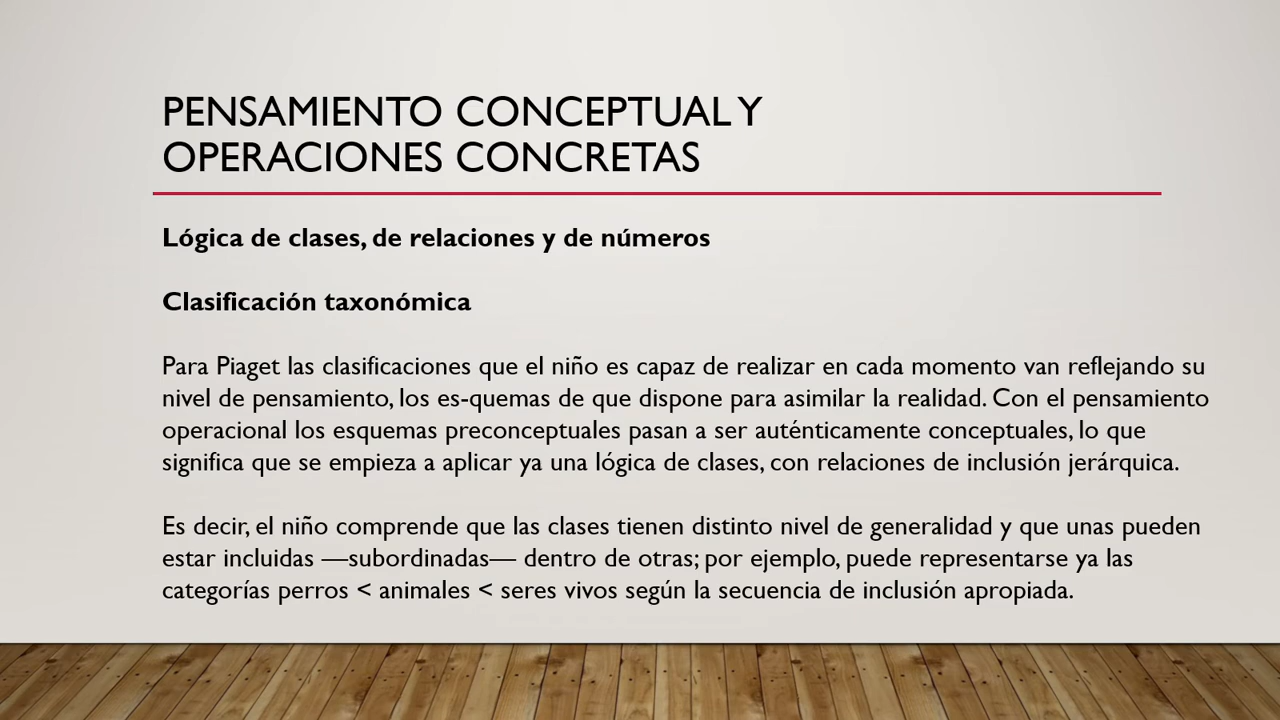 PENSAMIENTO CONCEPTUAL Y
OPERACIONES CONCRETAS
Lógica de clases, de relaciones y de números
Clasificación taxonómica
Para Piaget las clasificaciones que el niño es capaz de realizar en cada momento van reflejando su
nivel de pensamiento, los es-quemas de que dispone para asimilar la realidad. Con el pensamiento
operacional los esquemas preconceptuales pasan a ser auténticamente conceptuales, lo que
significa que se empieza a aplicar ya una lógica de clases, con relaciones de inclusión jerárquica.
Es decir, el niño comprende que las clases tienen distinto nivel de generalidad y que unas pueden
estar incluidas —subordinadas— dentro de otras; por ejemplo, puede representarse ya las
categorías perros < animales < seres vivos según la secuencia de inclusión apropiada.